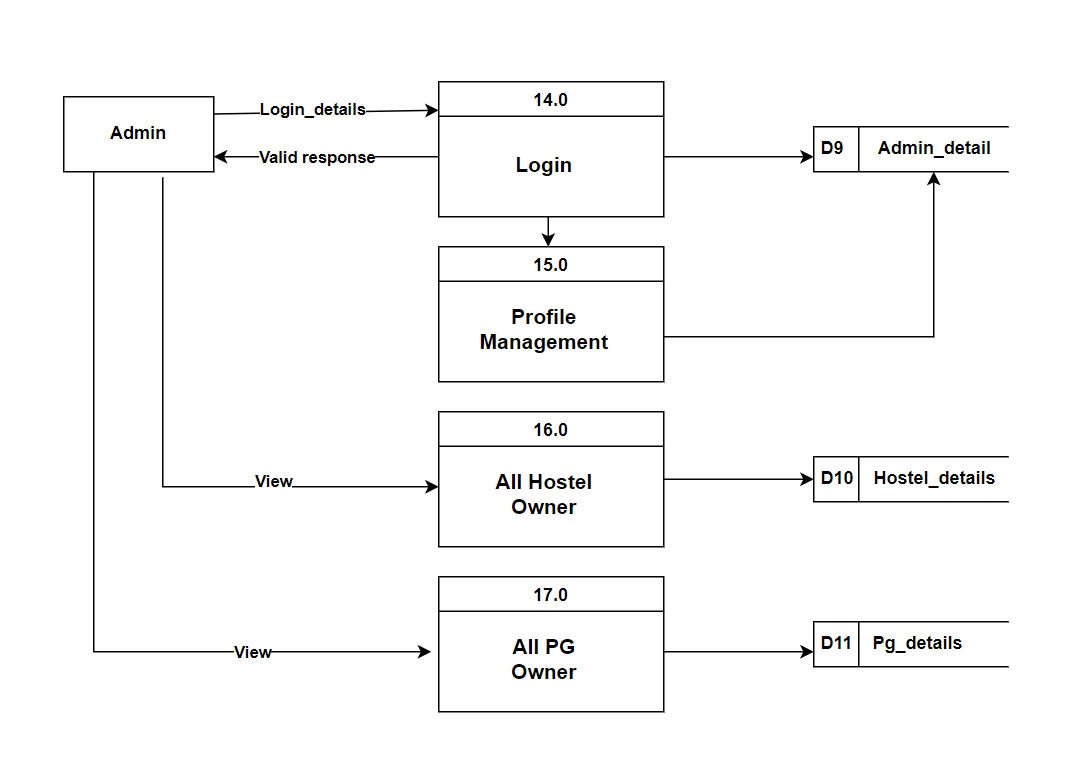 14.0
Login_details
Admin
D9 Admin_detail
Valid response
Login
15.0
Profile
Management
16.0
View
All Hostel
Owner
D10 Hostel_details
17.0
All PG
Owner
D11 Pg_details
View